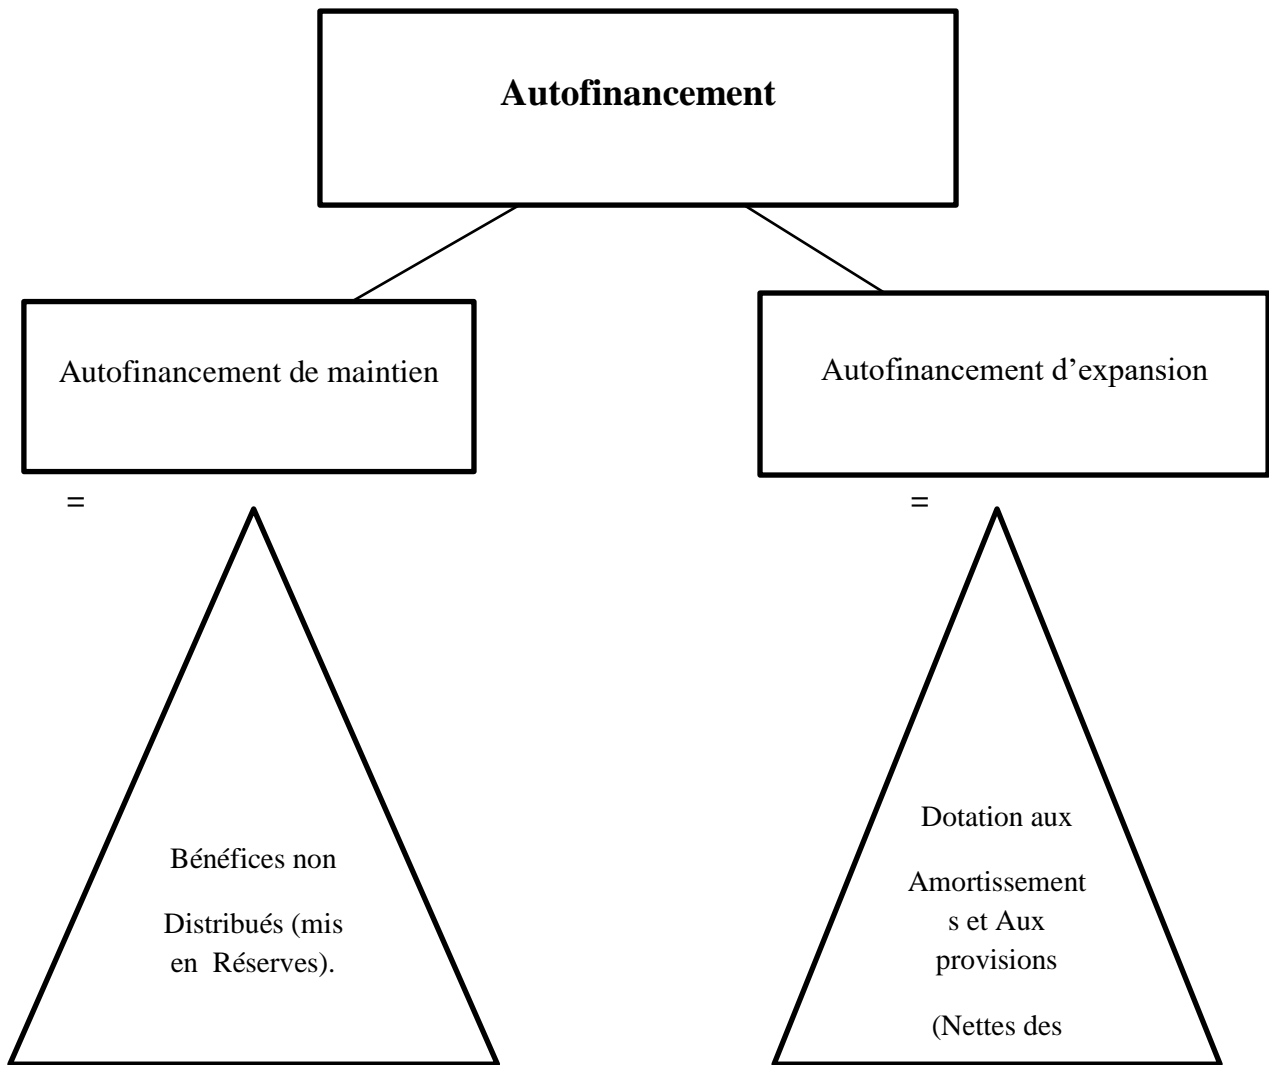 Autofinancement
Autofinancement de maintien
Autofinancement d’expansion
=
=
Bénéfices non
Distribués (mis
en Réserves).
Dotation aux
Amortissement
s et Aux
provisions
(Nettes des